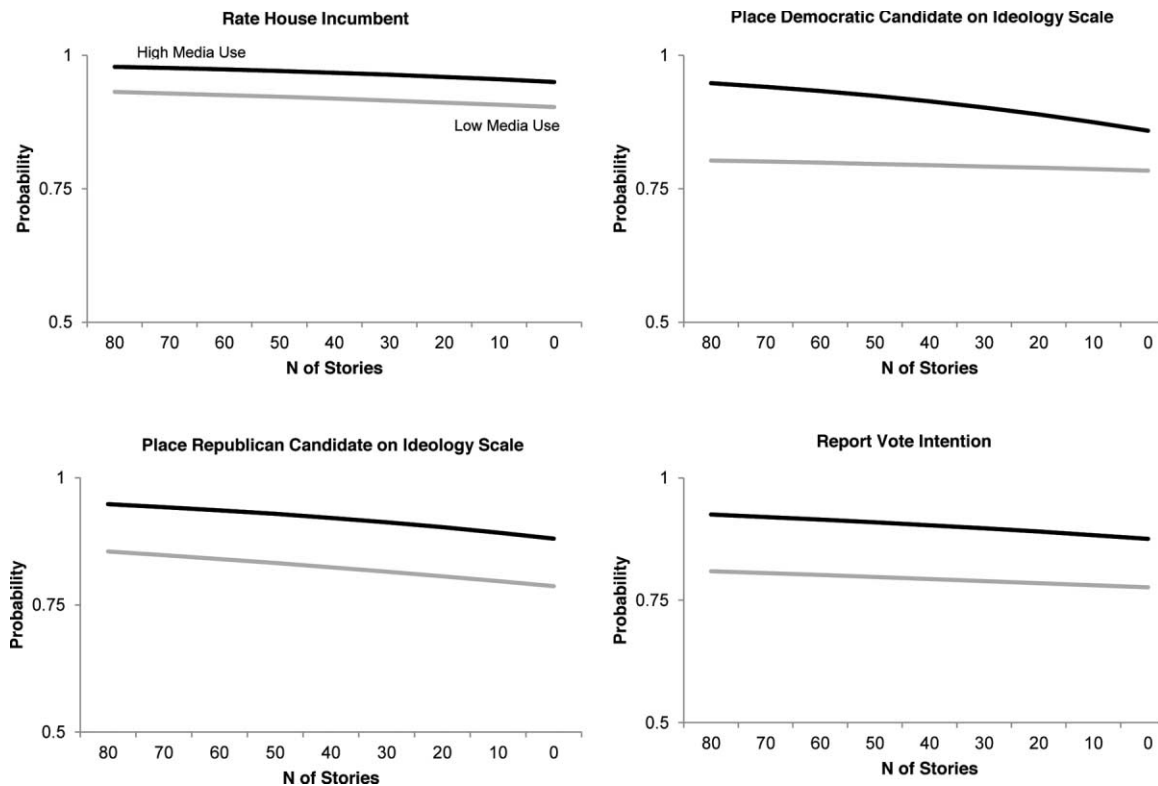 Rate House Incumbent
1
High Media Use
Low Media Use
0.75
0.5
Probability
80 70 60 50 40 30 20 10 0
N of Stories
Place Democratic Candidate on Ideology Scale
1
0.75
0.5
Probability
80 70 60 50 40 30 20 10 0
N of Stories
Place Republican Candidate on Ideology Scale
1
0.75
0.5
Probability
80 70 60 50 40 30 20 10 0
N of Stories
Report Vote Intention
1
0.75
0.5
Probability
80 70 60 50 40 30 20 10 0
N of Stories